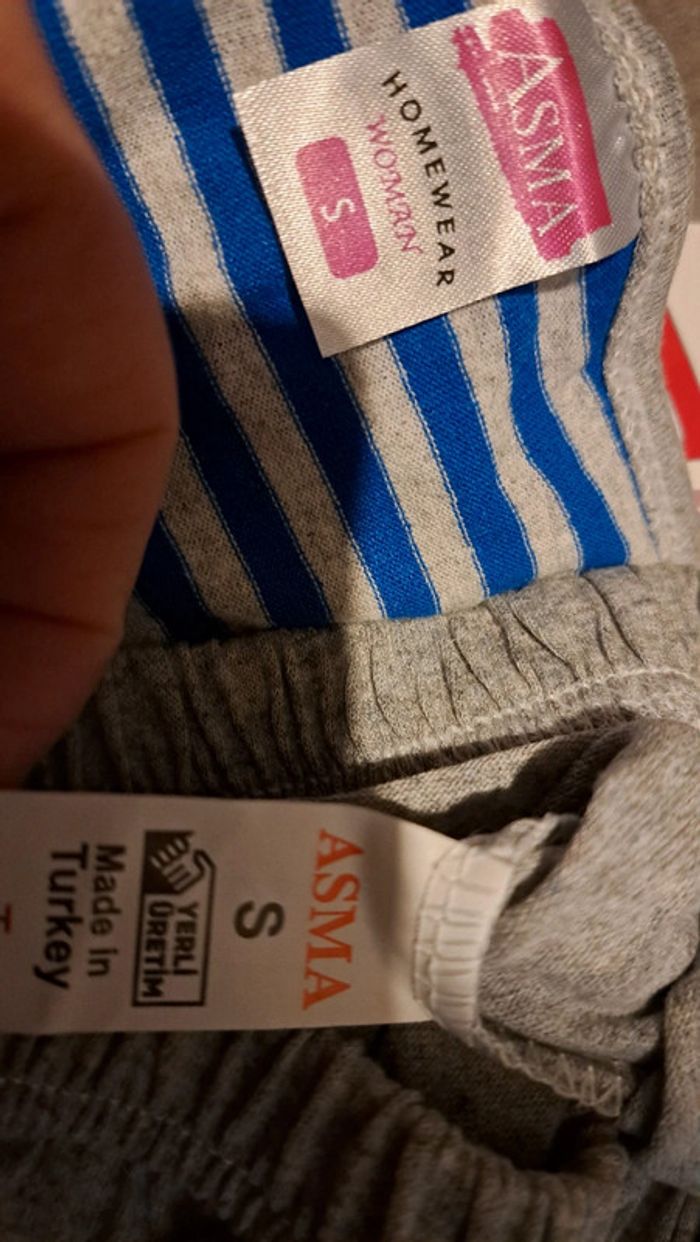 ASMA
HOMEWEAR
WOMAN
S
ASMA
S
YERLİ
ÜRETİM
Made in
Turkey